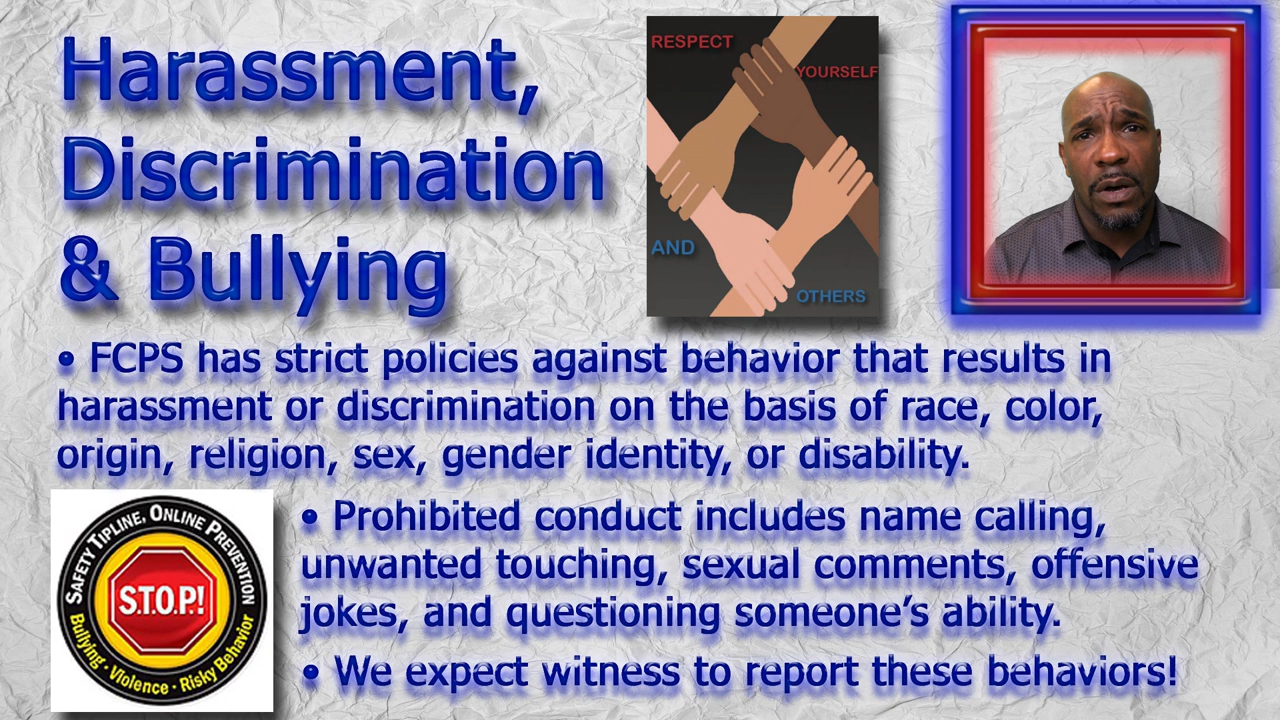 Harassment,
Discrimination
& Bullying
RESPECT
YOURSELF
AND
OTHERS
• FCPS has strict policies against behavior that results in
harassment or discrimination on the basis of race, color,
origin, religion, sex, gender identity, or disability.
SAFETY TIPLINE, ONLINE PREVENTION
S.T.O.P.!
Bullying • Violence • Risky Behavior
• Prohibited conduct includes name calling,
unwanted touching, sexual comments, offensive
jokes, and questioning someone’s ability.
• We expect witness to report these behaviors!